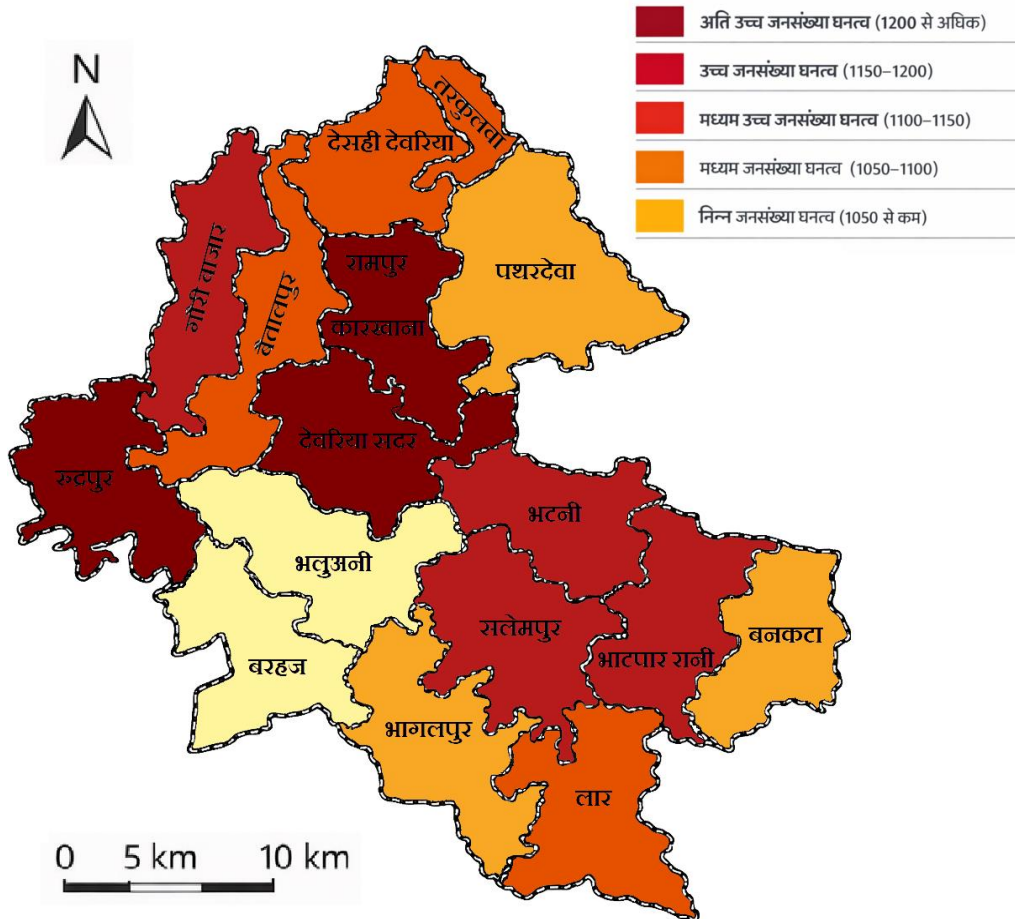 अति उच्च जनसंख्या घनत्व (1200 से अधिक)
उच्च जनसंख्या घनत्व (1150–1200)
मध्यम उच्च जनसंख्या घनत्व (1100–1150)
मध्यम जनसंख्या घनत्व (1050–1100)
निम्न जनसंख्या घनत्व (1050 से कम)
N
तरकुलवा
देसही देवरिया
रामपुर
कारखाना
पथरदेवा
गौरी बाजार
बैतालपुर
देवरिया सदर
रुद्रपुर
भटनी
भलुअनी
सलेमपुर
भाटपार रानी
बनकटा
बरहज
भागलपुर
लार
0 5 km 10 km